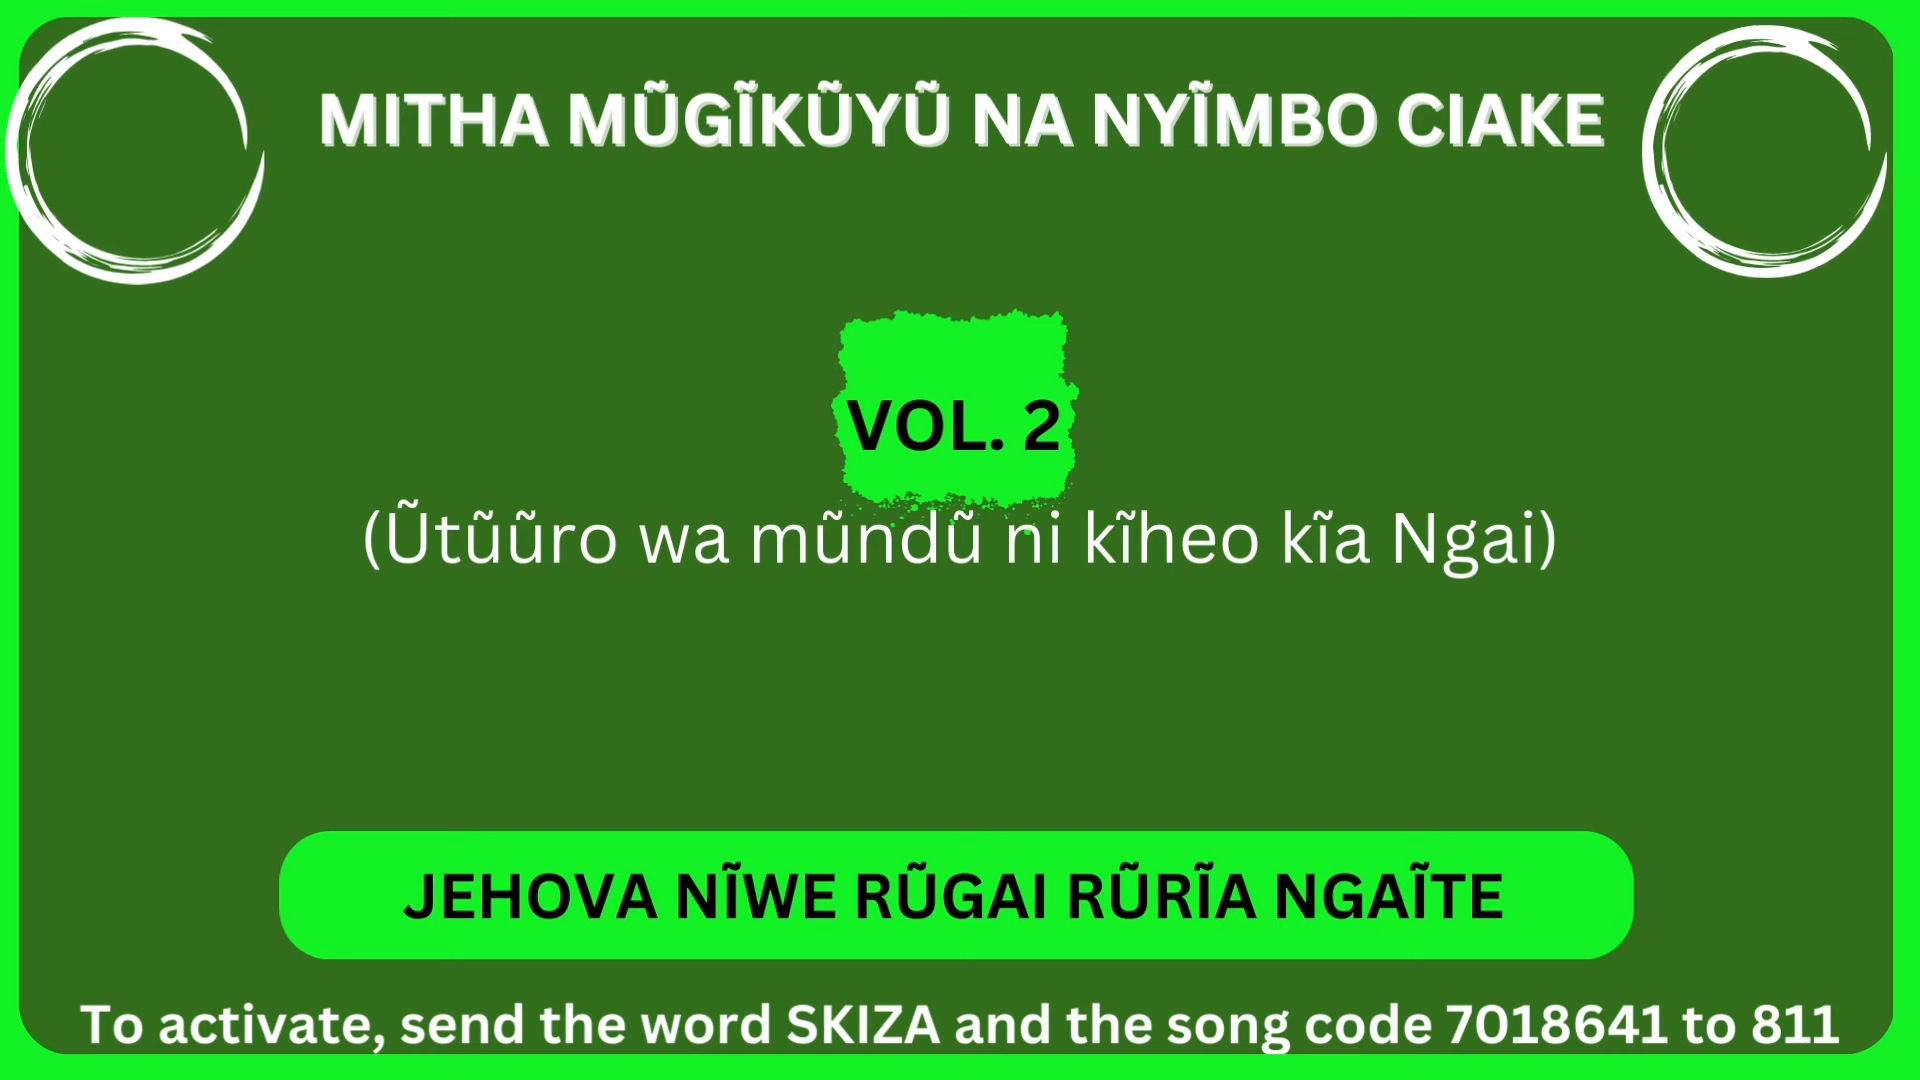 MITHA MŨGĨKŨYŨ NA NYĨMBO CIAKE
VOL. 2
(Ũtũũro wa mũndũ ni kĩheo kĩa Ngai)
JEHOVA NĨWE RŨGAI RŨRĨA NGAĨTE
To activate, send the word SKIZA and the song code 7018641 to 811